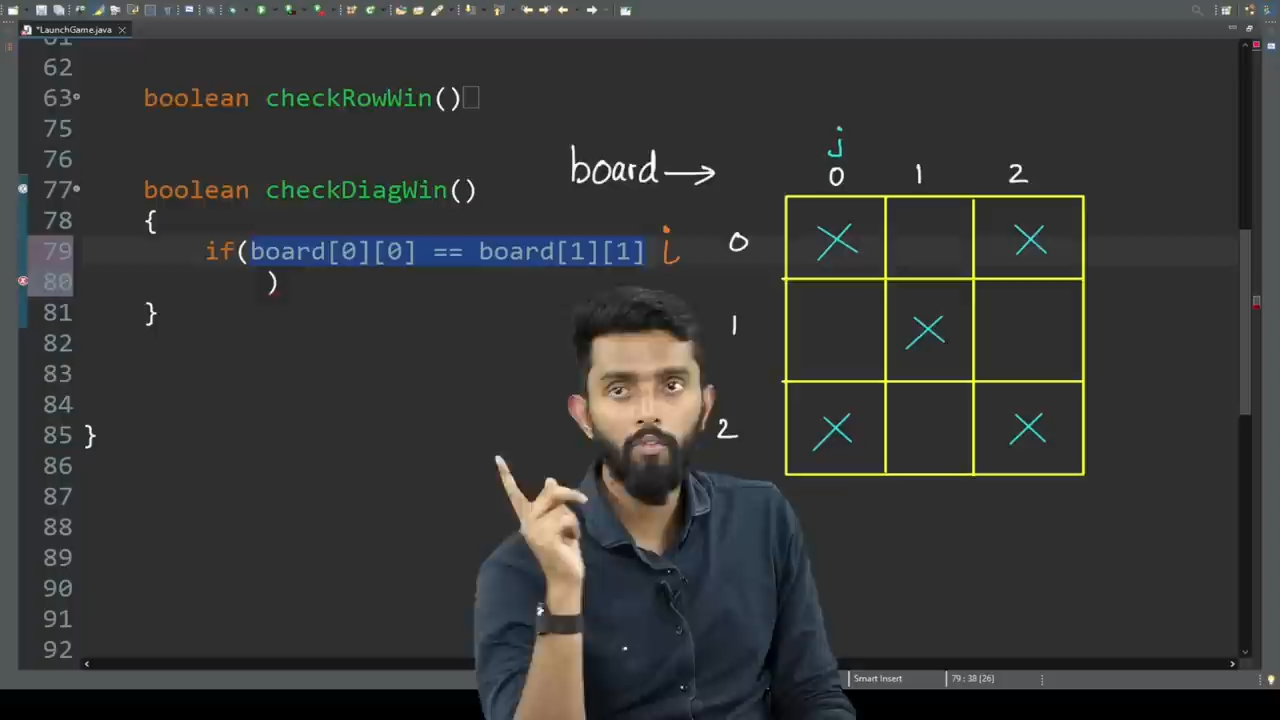 *LaunchGame.java
61
62
63 boolean checkRowWin()
75
76
77 boolean checkDiagWin()
78 {
79 if(board[0][0] == board[1][1]
80 )
81 }
82
83
84
85 }
86
87
88
89
90
91
92
board →
j
0 1 2
i
0
1
2
X X
X
X X
Smart Insert 79 : 38 [26]